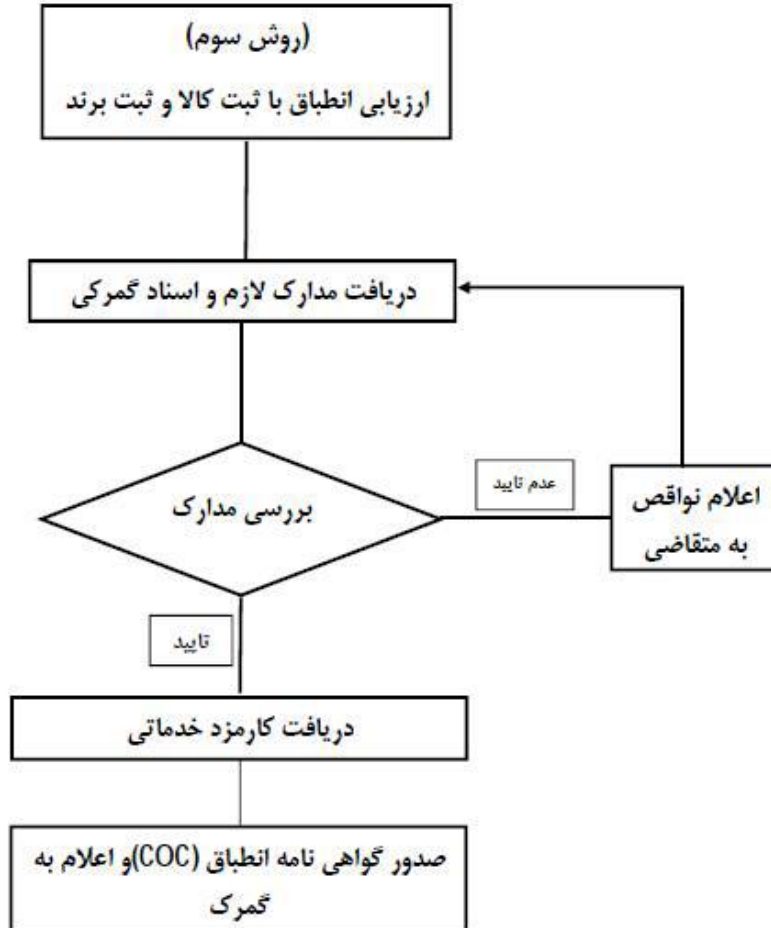 (روش سوم)
ارزیابی انطباق با ثبت کالا و ثبت برند
دریافت مدارک لازم و اسناد گمرکی
بررسی مدارک
عدم تایید
اعلام نواقص
به متقاضی
تایید
دریافت کارمزد خدماتی
صدور گواهی نامه انطباق (COC)و اعلام به
گمرک